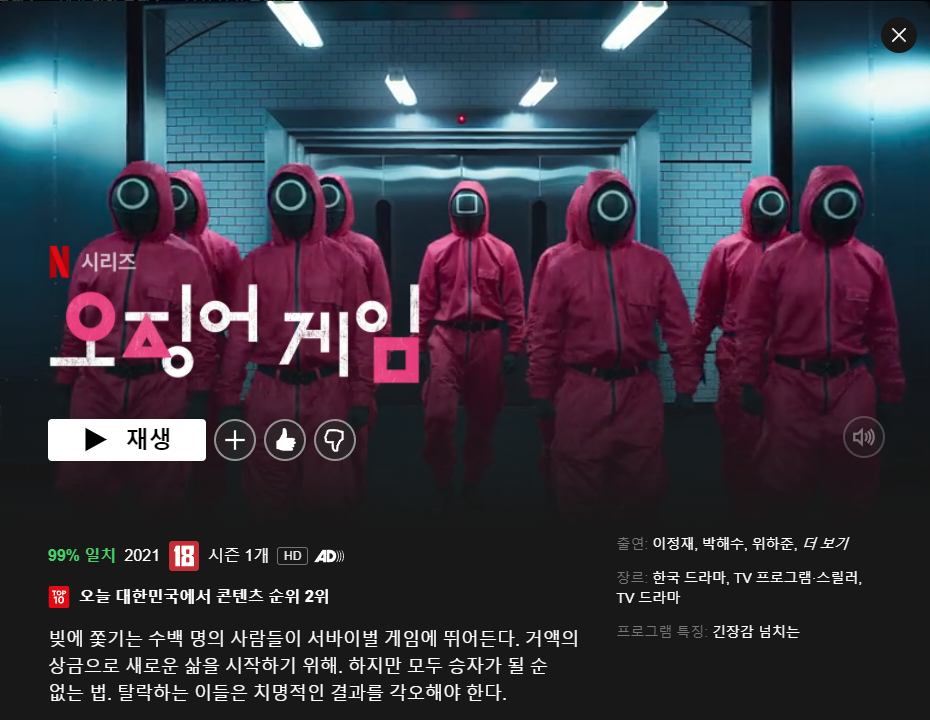 N 시리즈
오징어 게임
재생
99% 일치 2021 18 시즌 1개 HD AD
TOP 10 오늘 대한민국에서 콘텐츠 순위 2위
빚에 쫓기는 수백 명의 사람들이 서바이벌 게임에 뛰어든다. 거액의
상금으로 새로운 삶을 시작하기 위해. 하지만 모두 승자가 될 순
없는 법. 탈락하는 이들은 치명적인 결과를 각오해야 한다.
출연: 이정재, 박해수, 위하준, 더 보기
장르: 한국 드라마, TV 프로그램·스릴러,
TV 드라마
프로그램 특징: 긴장감 넘치는